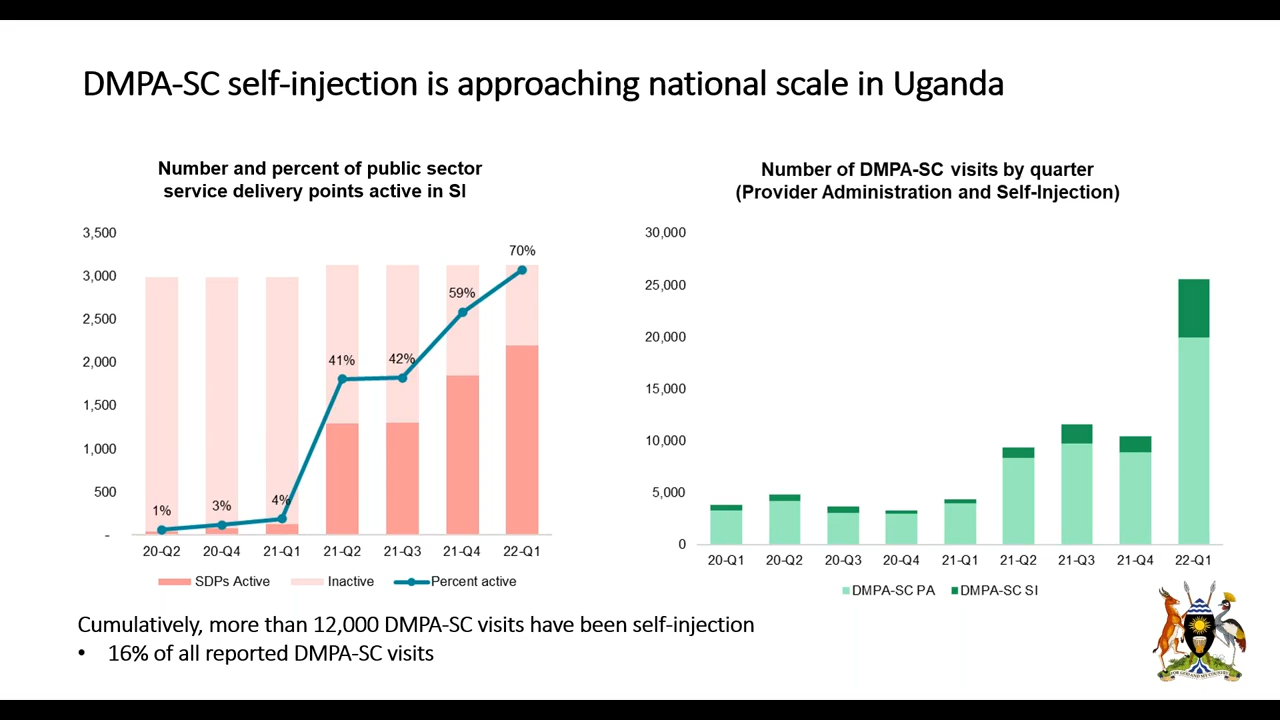 DMPA-SC self-injection is approaching national scale in Uganda
Number and percent of public sector
service delivery points active in SI
3,500
3,000
2,500
2,000
1,500
1,000
500
-
1%
3%
4%
41%
42%
59%
70%
20-Q2
20-Q4
21-Q1
21-Q2
21-Q3
21-Q4
22-Q1
SDPs Active
Inactive
Percent active
Number of DMPA-SC visits by quarter
(Provider Administration and Self-Injection)
30,000
25,000
20,000
15,000
10,000
5,000
0
20-Q1
20-Q2
20-Q3
20-Q4
21-Q1
21-Q2
21-Q3
21-Q4
22-Q1
DMPA-SC PA
DMPA-SC SI
Cumulatively, more than 12,000 DMPA-SC visits have been self-injection
• 16% of all reported DMPA-SC visits
FOR GOD AND MY COUNTRY